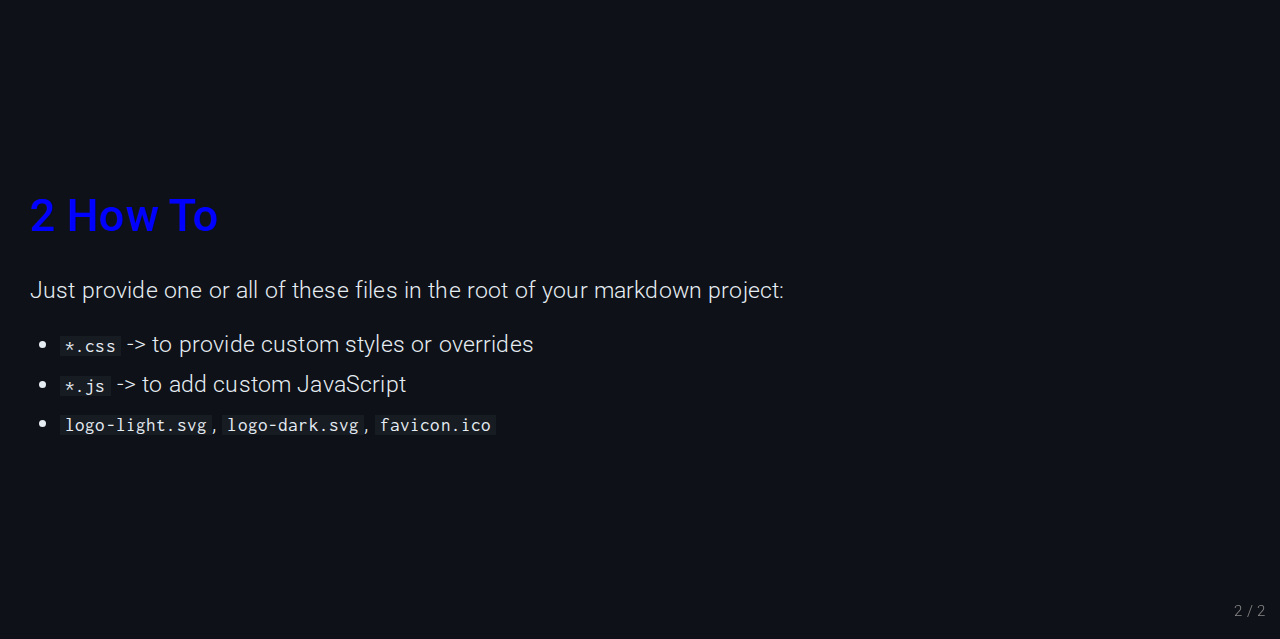 2 How To
Just provide one or all of these files in the root of your markdown project:
*.css -> to provide custom styles or overrides
*.js -> to add custom JavaScript
logo-light.svg, logo-dark.svg, favicon.ico
2 / 2